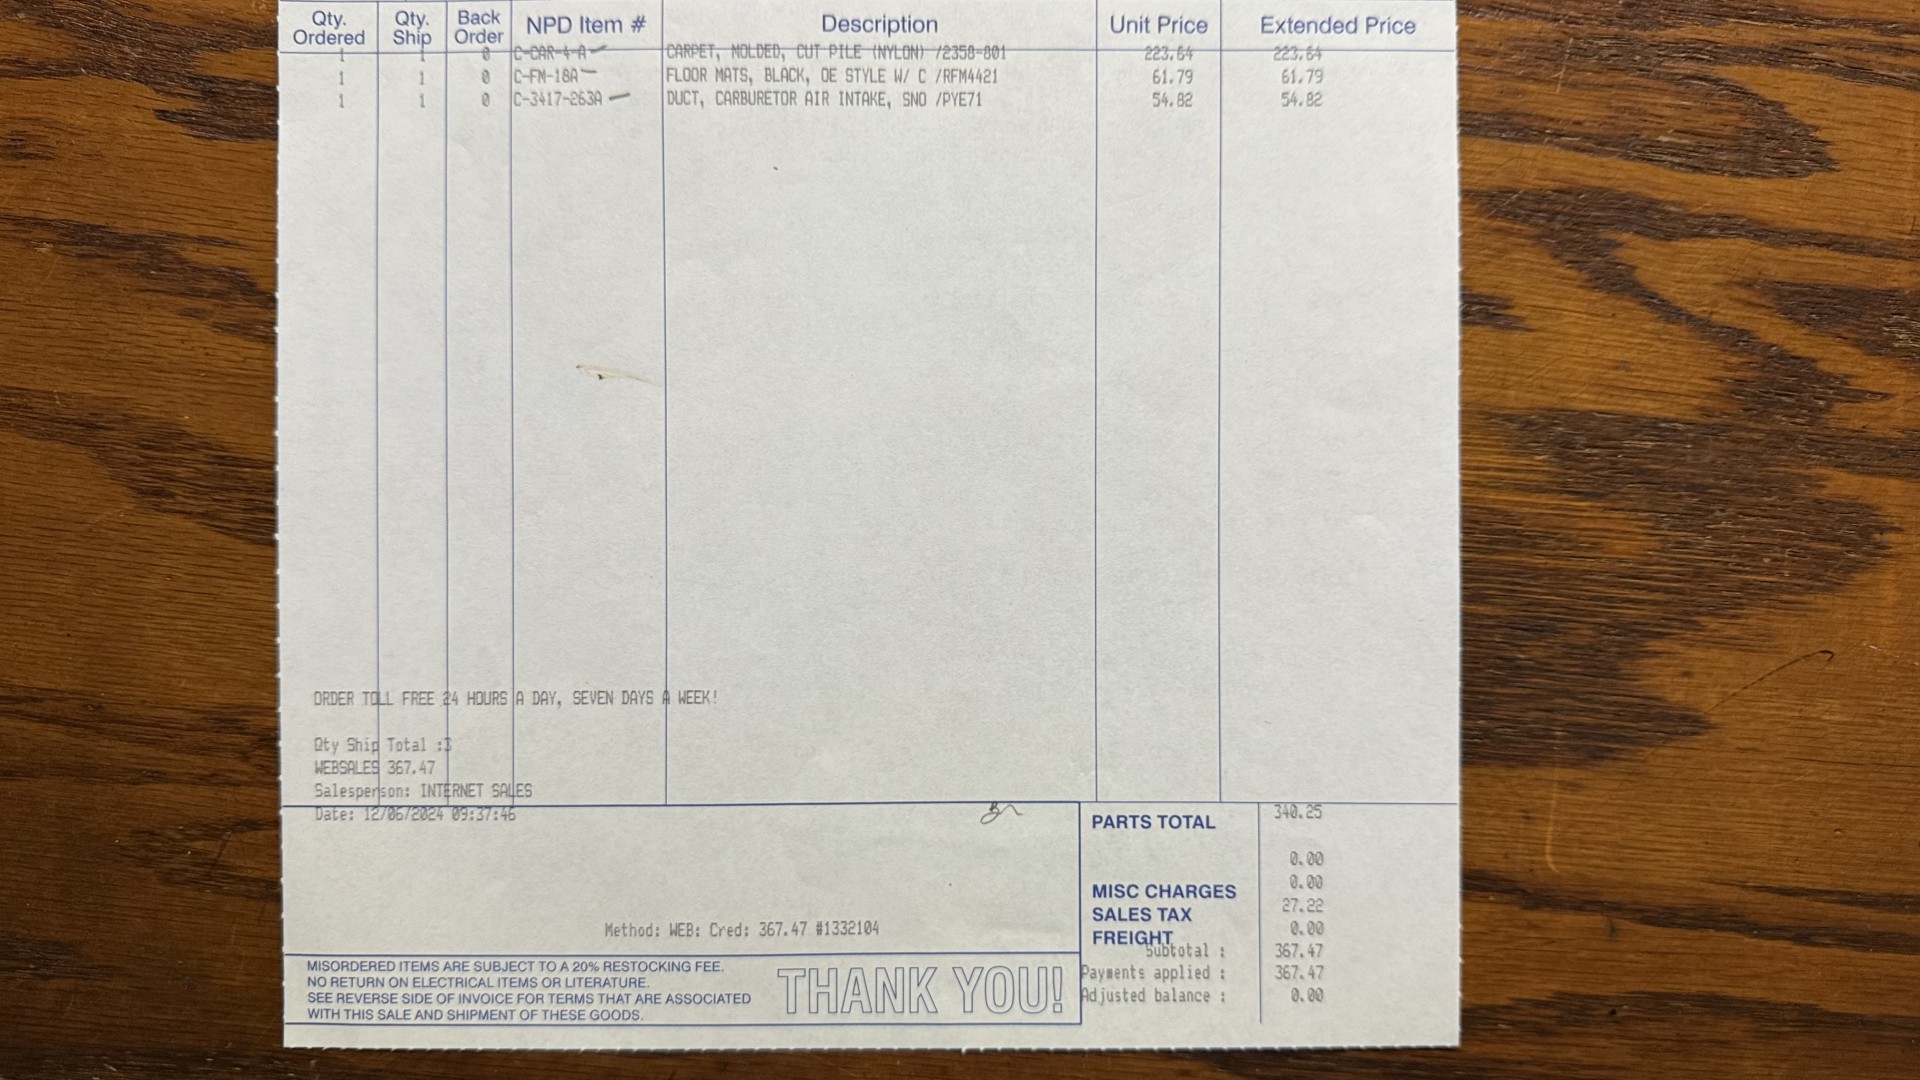 Qty. Ordered Qty. Ship Back Order NPD Item # Description Unit Price Extended Price
1 1 0 C-CAR-4-A CARPET, MOLDED, CUT PILE (NYLON) /2358-801 223.64 223.64
1 1 0 C-FM-18A FLOOR MATS, BLACK, OE STYLE W/ C /RFM4421 61.79 61.79
1 1 0 C-3417-263A DUCT, CARBURETOR AIR INTAKE, SNO /PYE71 54.82 54.82
ORDER TOLL FREE 24 HOURS A DAY, SEVEN DAYS A WEEK!
Qty Ship Total :3
WEBSALES 367.47
Salesperson: INTERNET SALES
Date: 12/06/2024 09:37:46
Method: WEB: Cred: 367.47 #1332104
PARTS TOTAL 340.25
0.00
MISC CHARGES 0.00
SALES TAX 27.22
FREIGHT 0.00
Subtotal : 367.47
Payments applied : 367.47
Adjusted balance : 0.00
MISORDERED ITEMS ARE SUBJECT TO A 20% RESTOCKING FEE.
NO RETURN ON ELECTRICAL ITEMS OR LITERATURE.
SEE REVERSE SIDE OF INVOICE FOR TERMS THAT ARE ASSOCIATED
WITH THIS SALE AND SHIPMENT OF THESE GOODS.
THANK YOU!